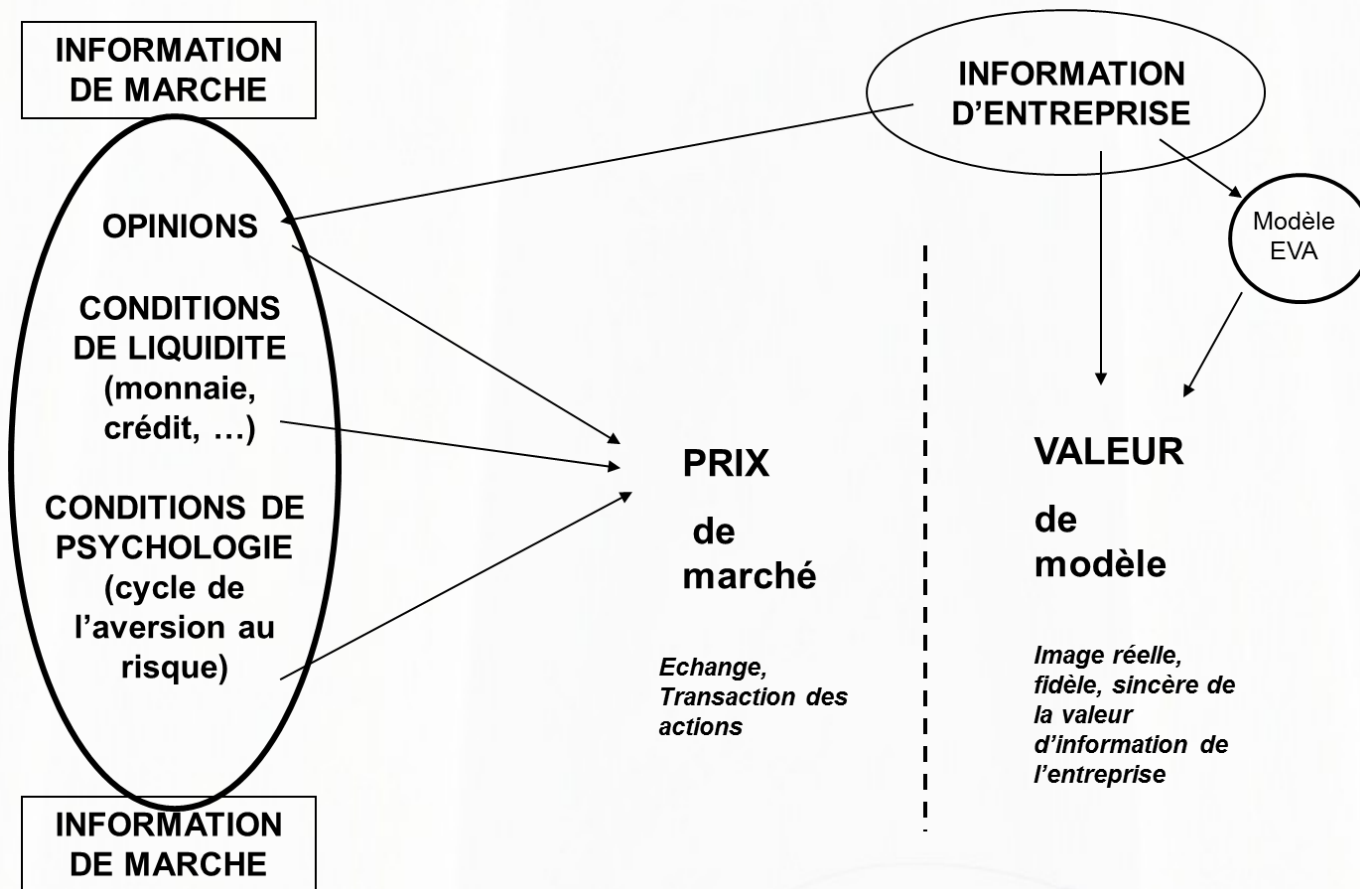 INFORMATION
DE MARCHE
OPINIONS
CONDITIONS
DE LIQUIDITE
(monnaie,
crédit, …)
CONDITIONS DE
PSYCHOLOGIE
(cycle de
l’aversion au
risque)
INFORMATION
DE MARCHE
PRIX
de
marché
Echange,
Transaction des
actions
INFORMATION
D’ENTREPRISE
Modèle
EVA
VALEUR
de
modèle
Image réelle,
fidèle, sincère de
la valeur
d’information de
l’entreprise